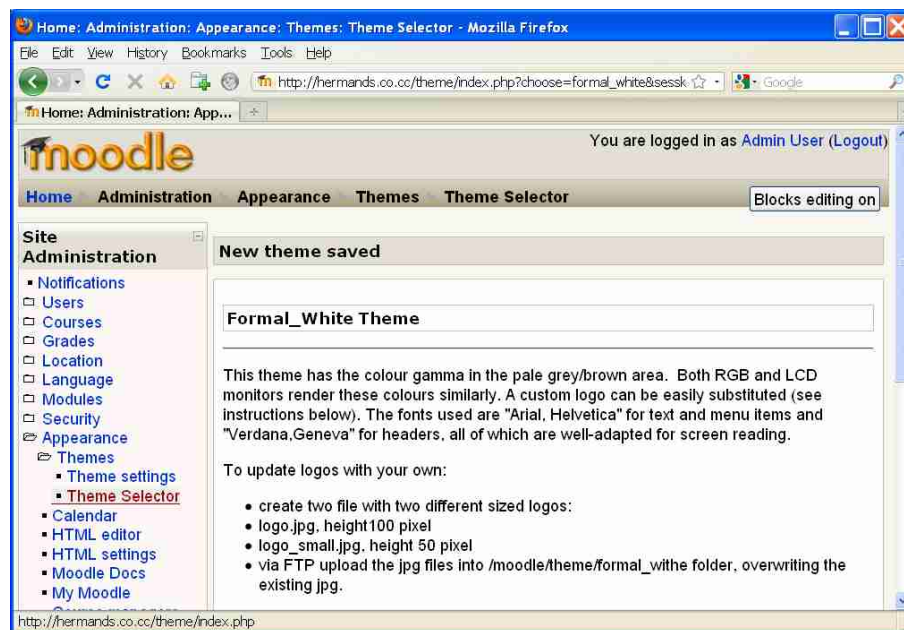 Home: Administration: Appearance: Themes: Theme Selector - Mozilla Firefox
File Edit View History Bookmarks Tools Help
http://hermands.co.cc/theme/index.php?choose=formal_white&sessk
Google
Home: Administration: App...
moodle
You are logged in as Admin User (Logout)
Home Administration Appearance Themes Theme Selector
Blocks editing on
Site
Administration
Notifications
Users
Courses
Grades
Location
Language
Modules
Security
Appearance
Themes
Theme settings
Theme Selector
Calendar
HTML editor
HTML settings
Moodle Docs
My Moodle
New theme saved
Formal_White Theme
This theme has the colour gamma in the pale grey/brown area. Both RGB and LCD
monitors render these colours similarly. A custom logo can be easily substituted (see
instructions below). The fonts used are "Arial, Helvetica" for text and menu items and
"Verdana,Geneva" for headers, all of which are well-adapted for screen reading.
To update logos with your own:
create two file with two different sized logos:
logo.jpg, height100 pixel
logo_small.jpg, height 50 pixel
via FTP upload the jpg files into /moodle/theme/formal_withe folder, overwriting the
existing jpg.
http://hermands.co.cc/theme/index.php